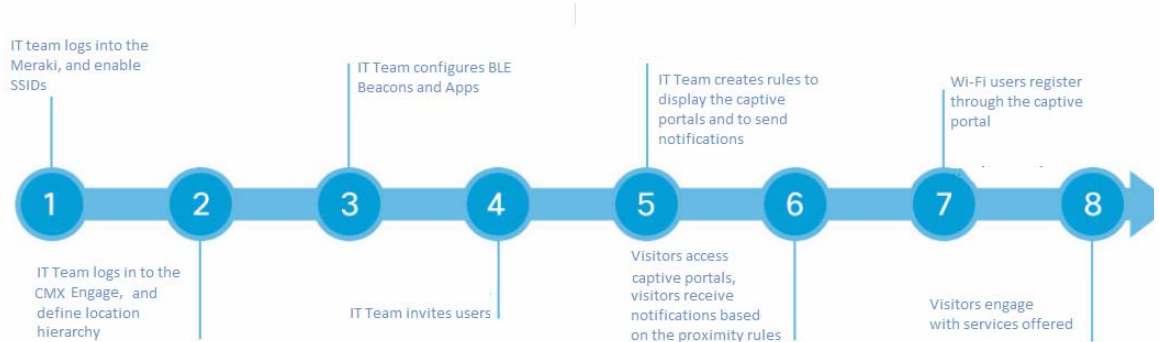 IT team logs into the
Meraki, and enable
SSIDs
IT Team configures BLE
Beacons and Apps
IT Team creates rules to
display the captive
portals and to send
notifications
Wi-Fi users register
through the captive
portal
1
2
3
4
5
6
7
8
IT Team logs in to the
CMX Engage, and
define location
hierarchy
IT Team invites users
Visitors access
captive portals,
visitors receive
notifications based
on the proximity rules
Visitors engage
with services offered